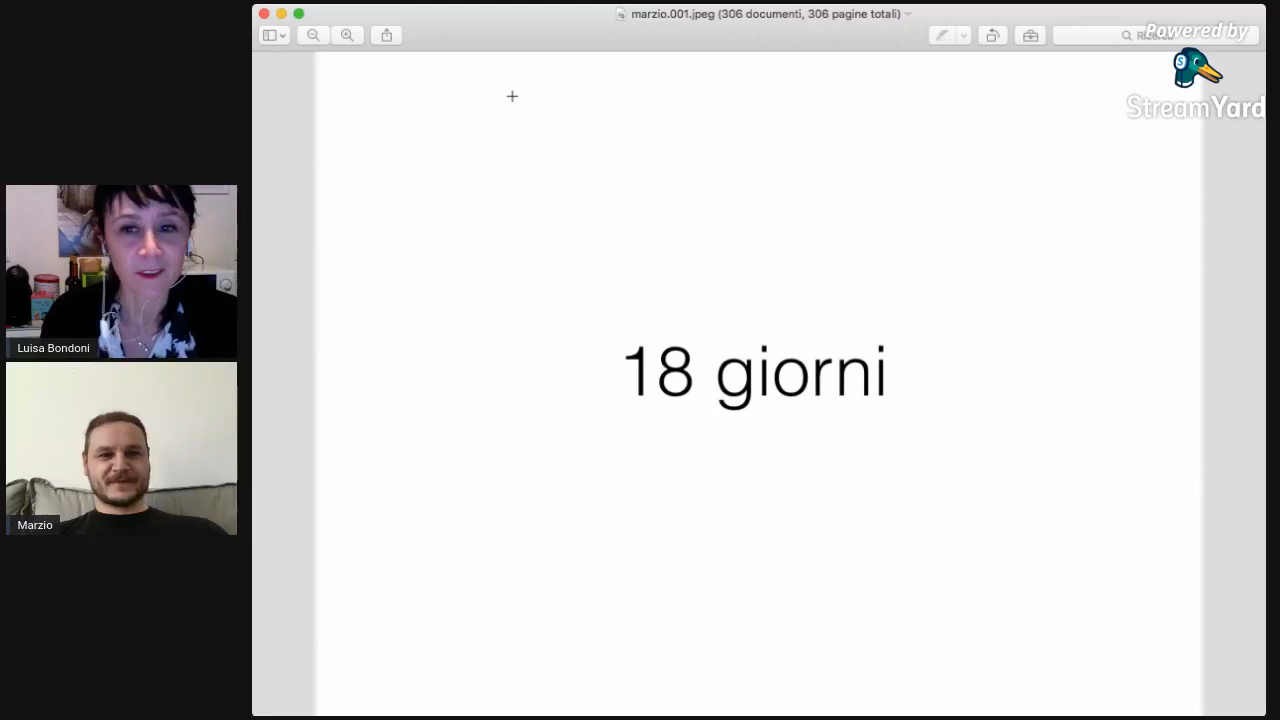 marzio.001.jpeg (306 documenti, 306 pagine totali)
Powered by
StreamYard
S
18 giorni
Luisa Bondoni
Marzio